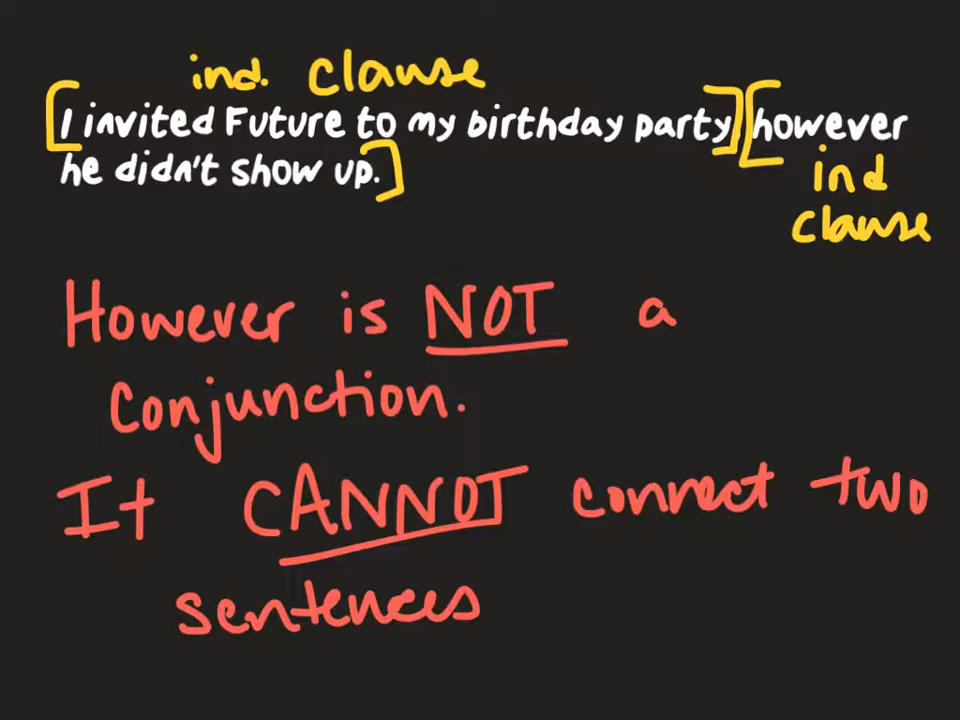 ind. clause
I invited Future to my birthday party however
he didn't show up.
ind
clause
However is NOT a
conjunction.
It CANNOT connect two
sentences